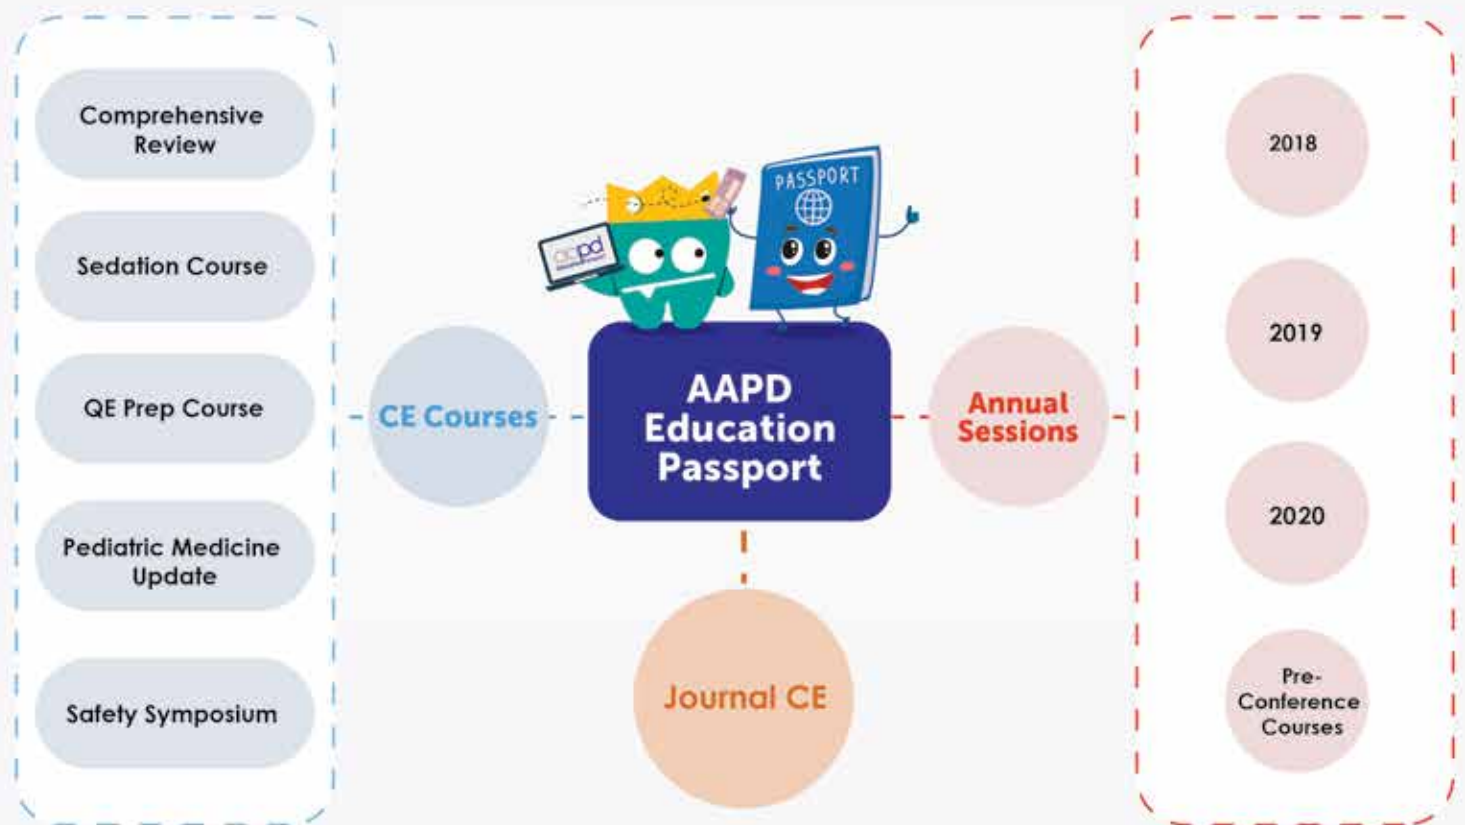 Comprehensive
Review
Sedation Course
QE Prep Course
Pediatric Medicine
Update
Safety Symposium
CE Courses
aapd
PASSPORT
AAPD
Education
Passport
Journal CE
Annual
Sessions
2018
2019
2020
Pre-
Conference
Courses